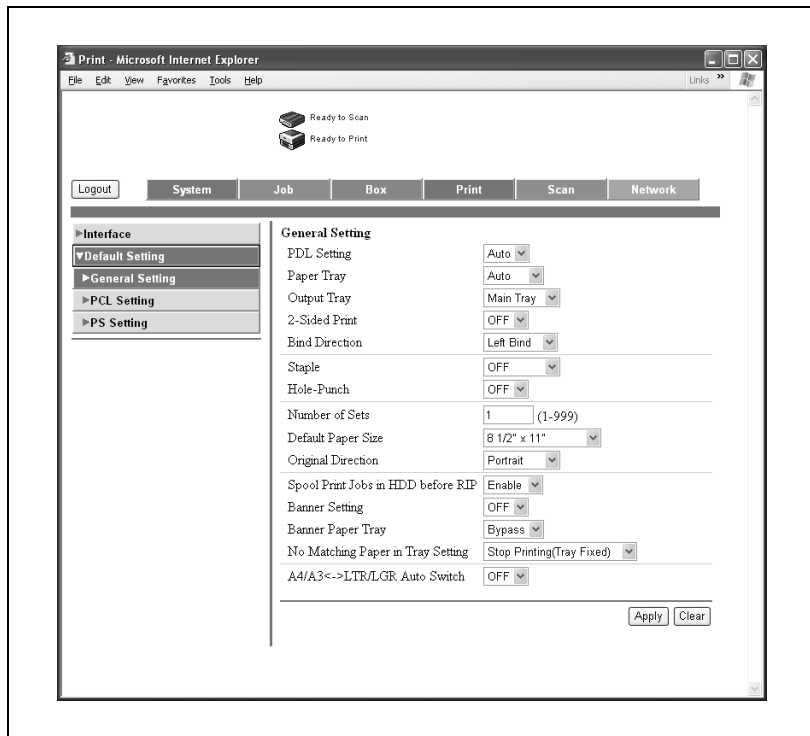 Print - Microsoft Internet Explorer
File Edit View Favorites Tools Help Links »
Ready to Scan
Ready to Print
Logout System Job Box Print Scan Network
Interface
Default Setting
General Setting
PCL Setting
PS Setting
General Setting
PDL Setting Auto
Paper Tray Auto
Output Tray Main Tray
2-Sided Print OFF
Bind Direction Left Bind
Staple OFF
Hole-Punch OFF
Number of Sets 1 (1-999)
Default Paper Size 8 1/2" x 11"
Original Direction Portrait
Spool Print Jobs in HDD before RIP Enable
Banner Setting OFF
Banner Paper Tray Bypass
No Matching Paper in Tray Setting Stop Printing(Tray Fixed)
A4/A3<->LTR/LGR Auto Switch OFF
Apply Clear